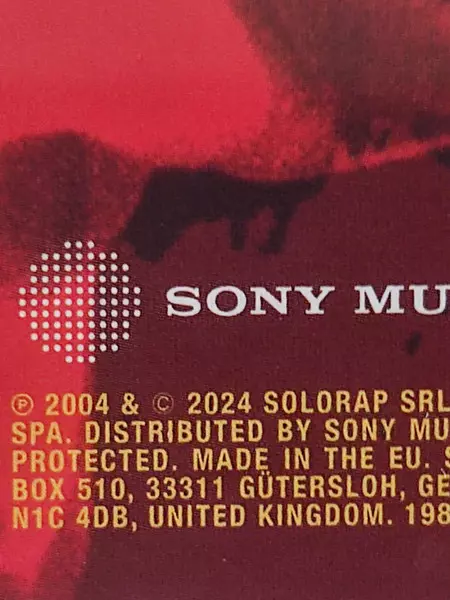 SONY MU
℗ 2004 & © 2024 SOLORAP SRL
SPA. DISTRIBUTED BY SONY MU
PROTECTED. MADE IN THE EU. S
BOX 510, 33311 GÜTERSLOH, GE
N1C 4DB, UNITED KINGDOM. 198